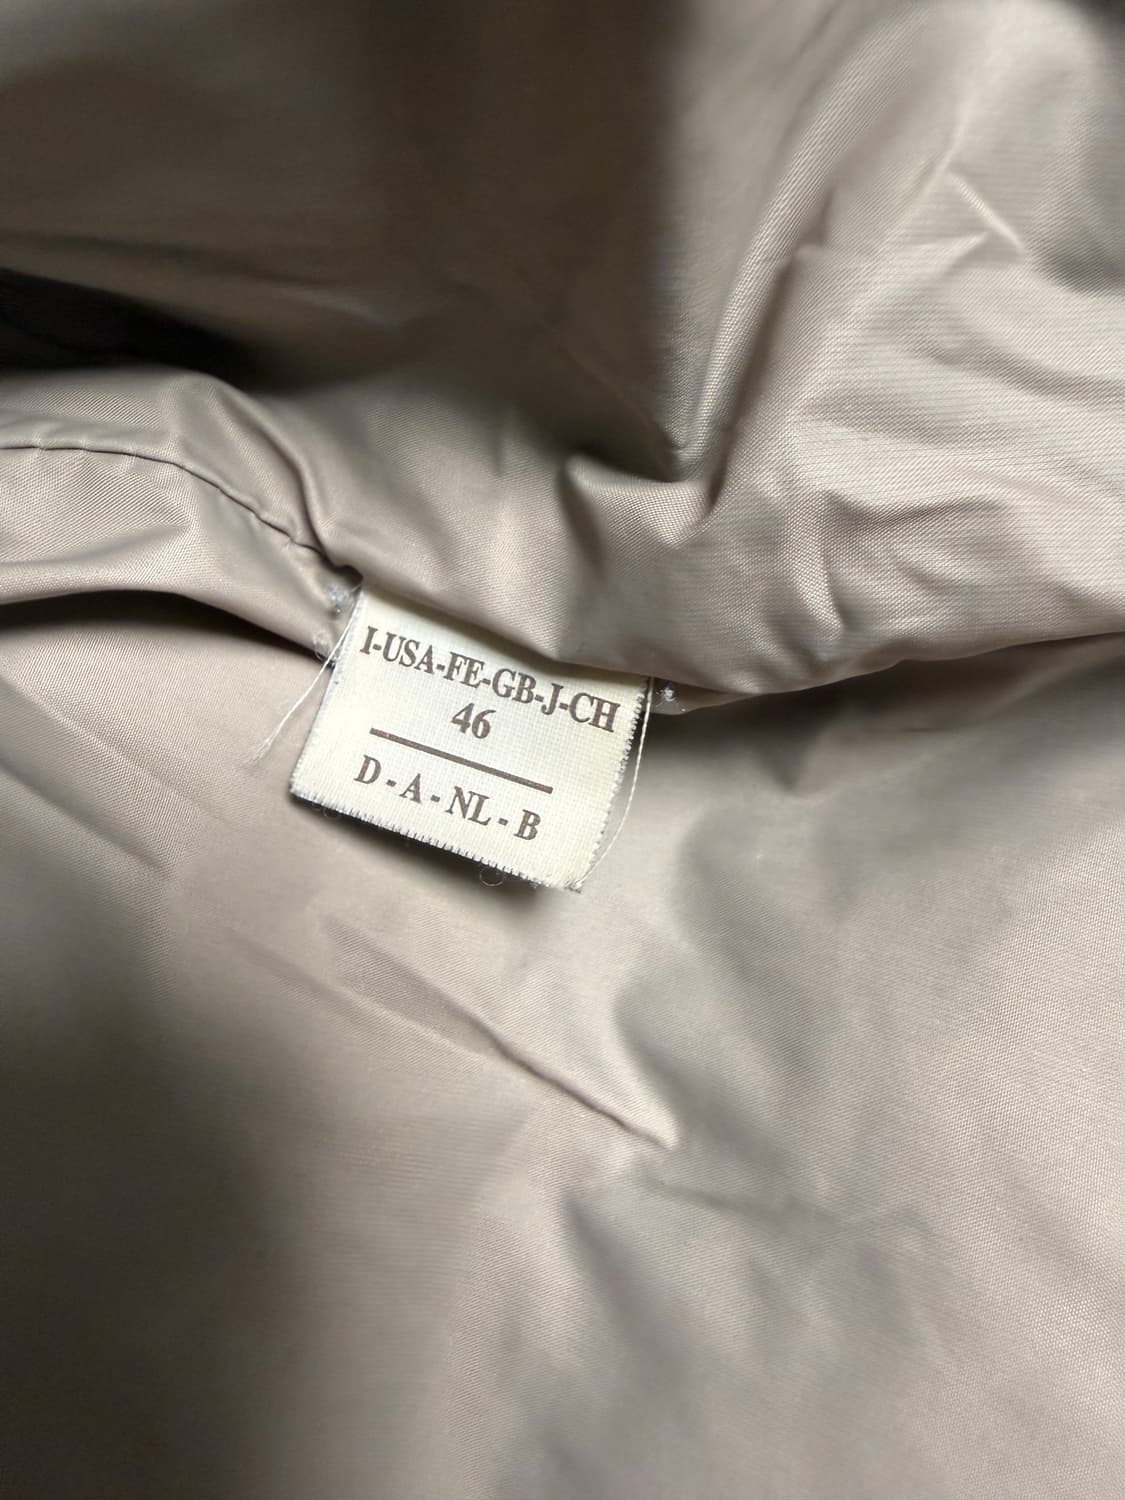 I-USA-FE-GB-J-CH
46
D - A - NL - B